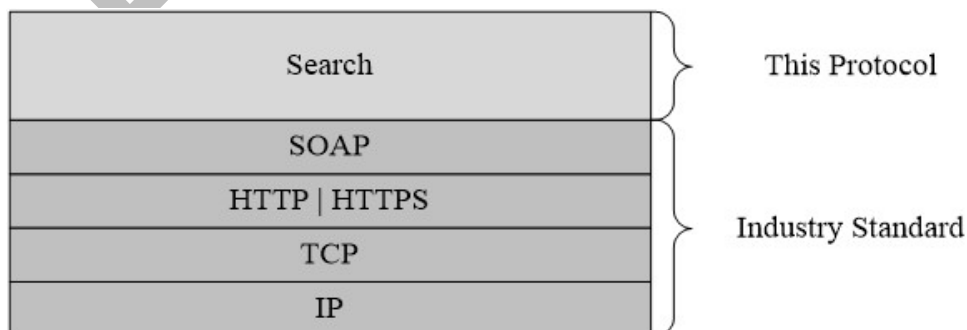 Search
This Protocol
SOAP
HTTP | HTTPS
Industry Standard
TCP
IP